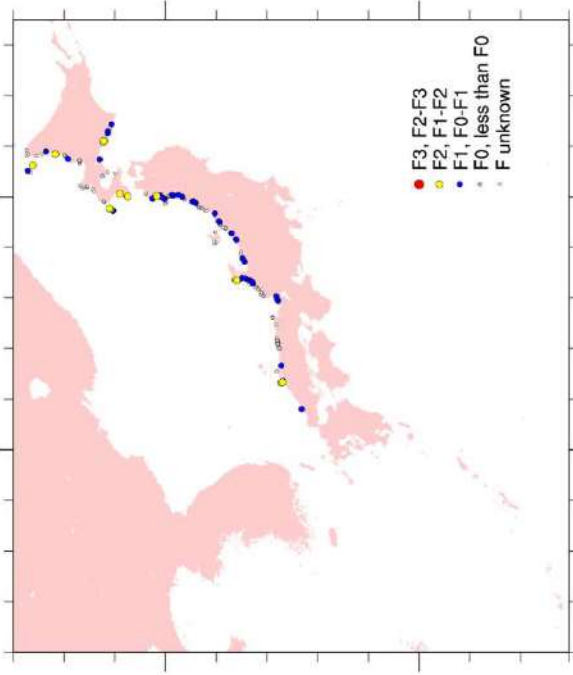 F3, F2-F3
F2, F1-F2
F1, F0-F1
F0, less than F0
F unknown